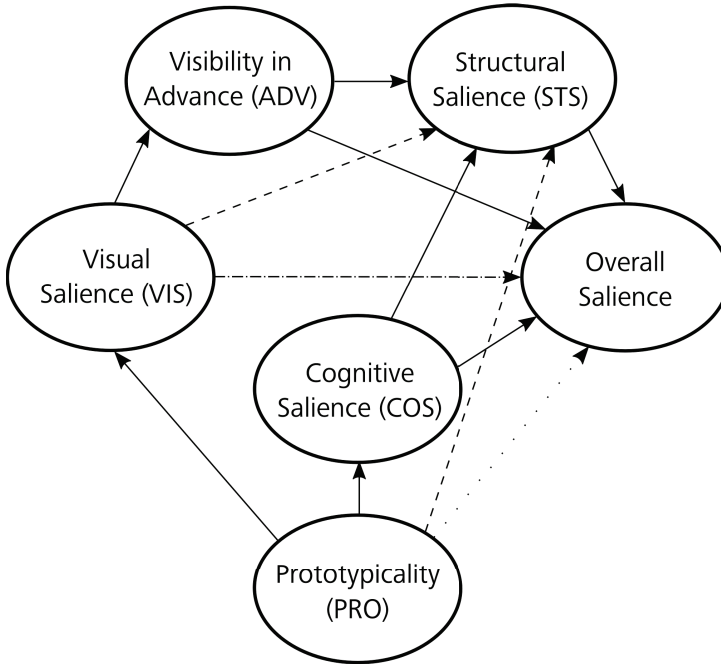 Visibility in
Advance (ADV)
Structural
Salience (STS)
Visual
Salience (VIS)
Overall
Salience
Cognitive
Salience (COS)
Prototypicality
(PRO)